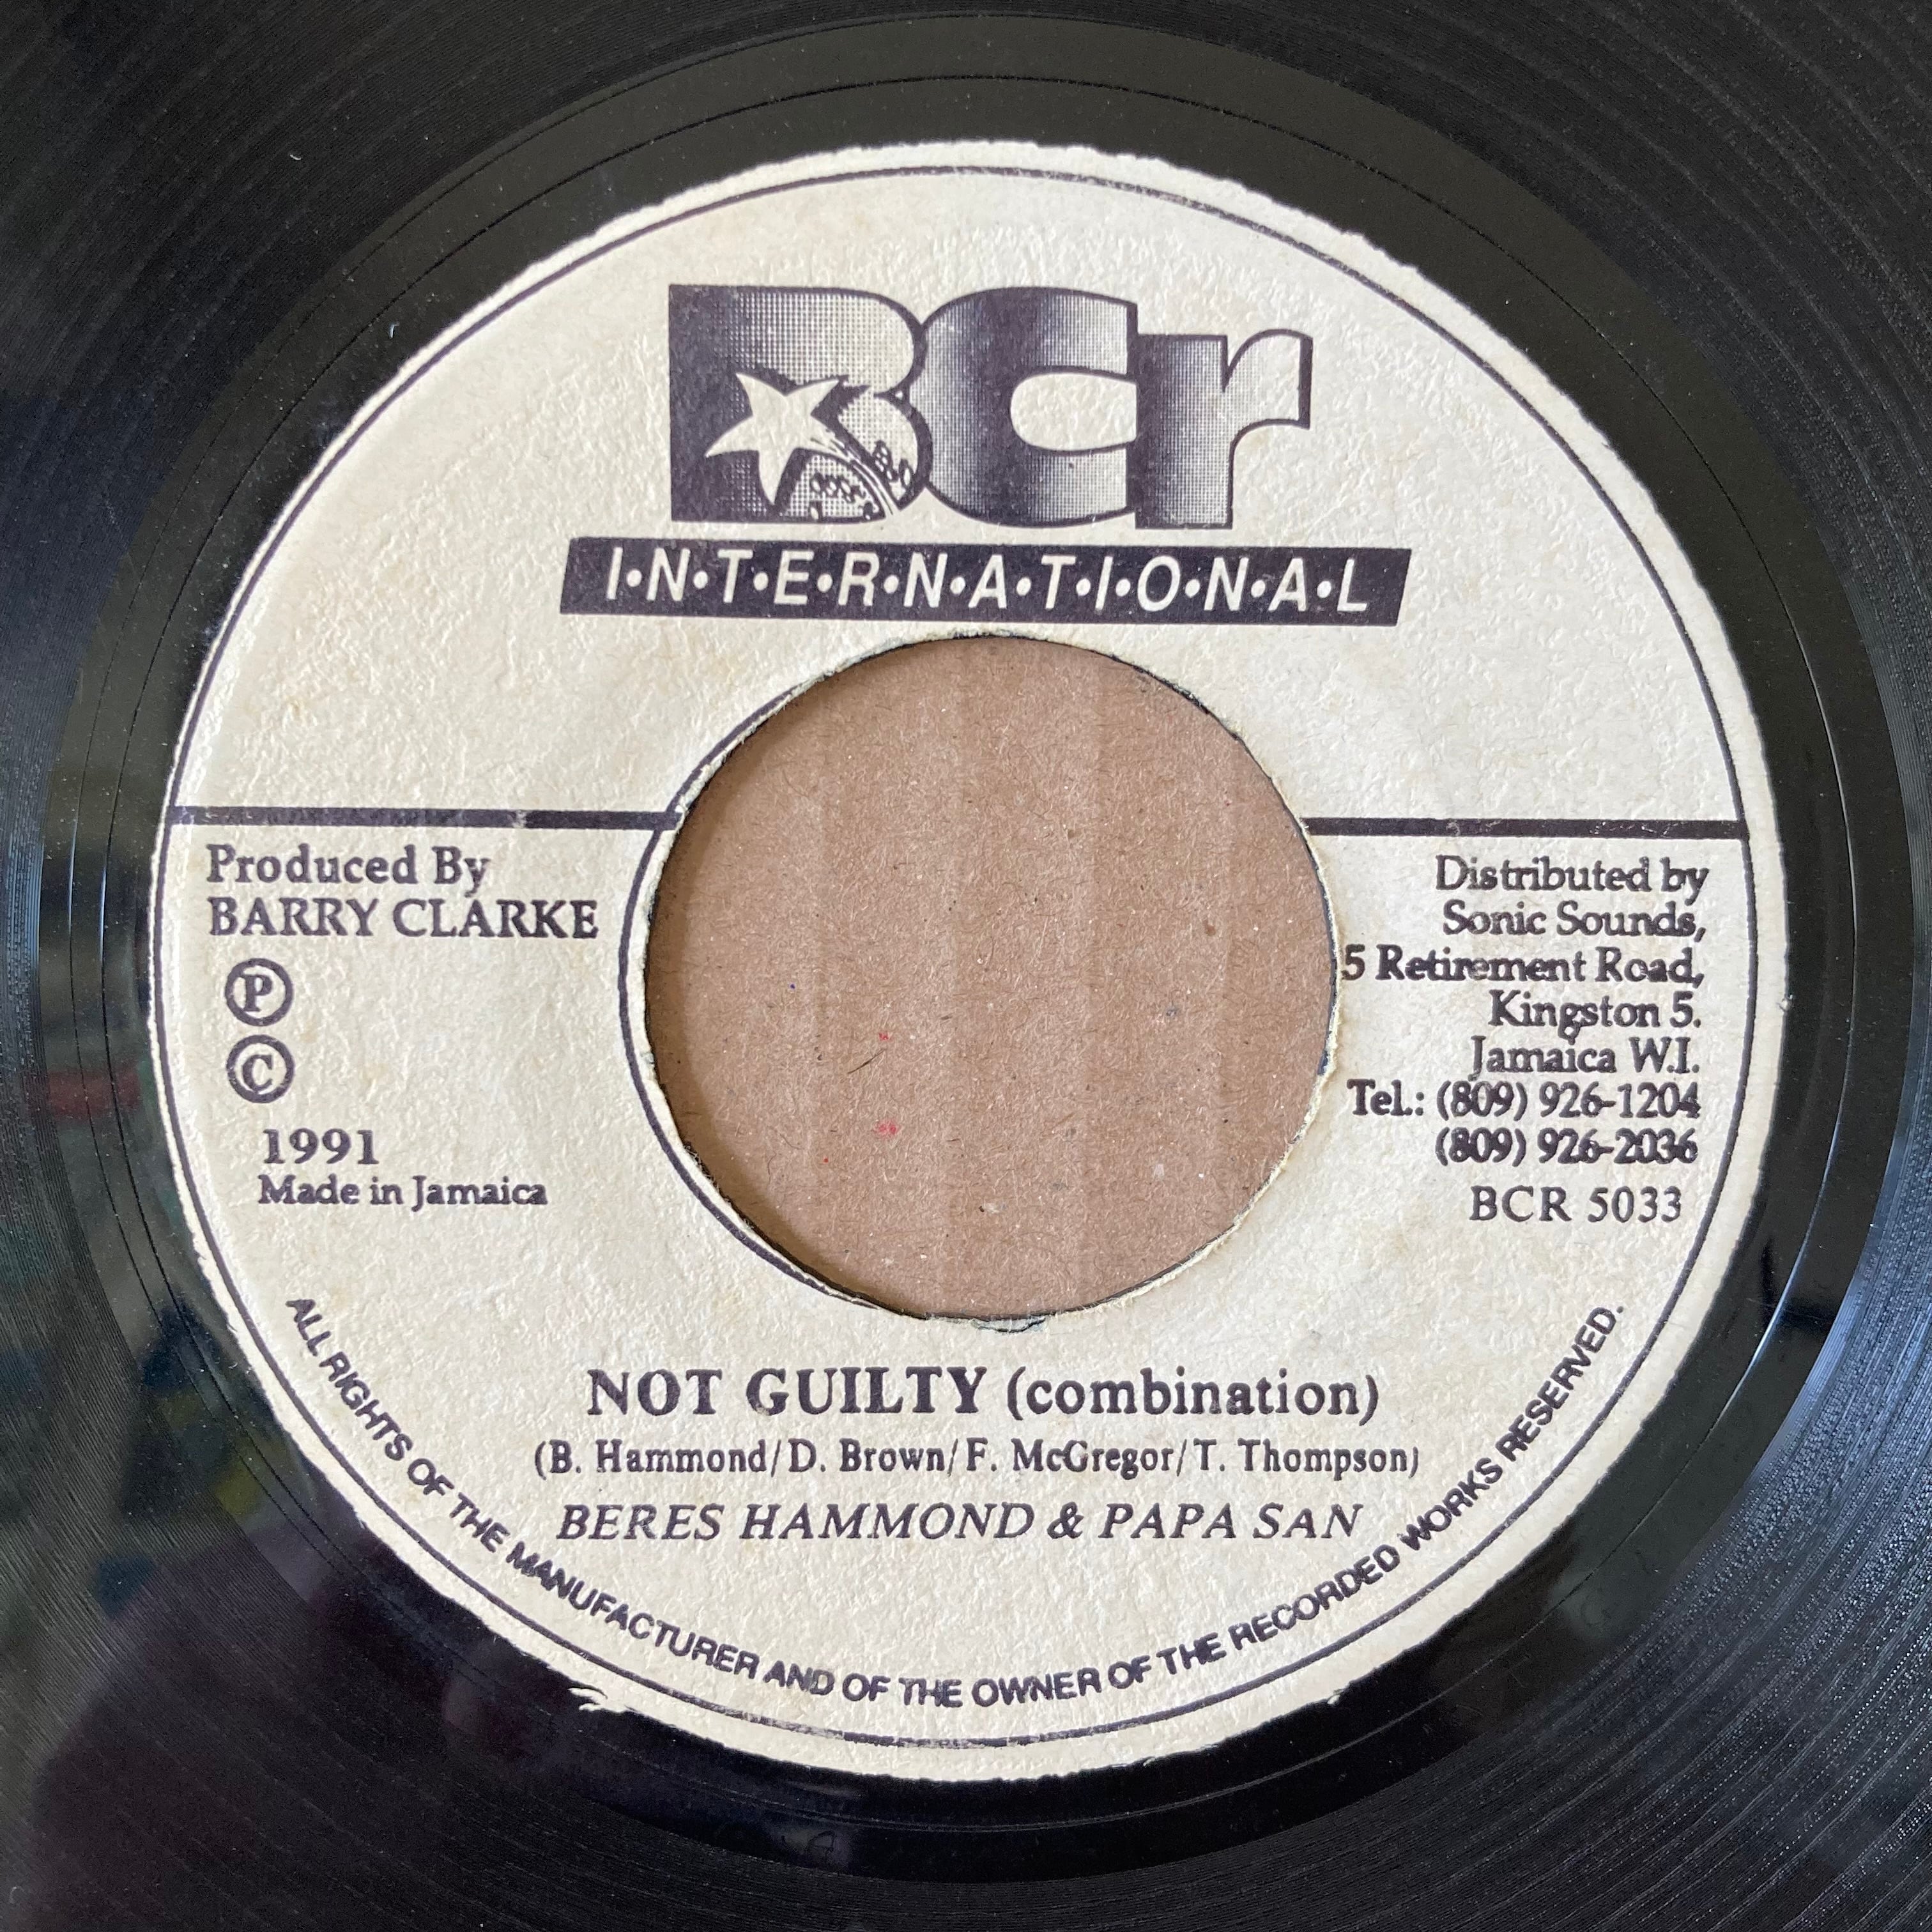 BCr
I•N•T•E•R•N•A•T•I•O•N•A•L
Produced By
BARRY CLARKE
Ⓟ
©
1991
Made in Jamaica
Distributed by
Sonic Sounds,
5 Retirement Road,
Kingston 5.
Jamaica W.I.
Tel.: (809) 926-1204
(809) 926-2036
BCR 5033
NOT GUILTY (combination)
(B. Hammond/D. Brown/F. McGregor/T. Thompson)
BERES HAMMOND & PAPA SAN
ALL RIGHTS OF THE MANUFACTURER AND OF THE OWNER OF THE RECORDED WORKS RESERVED.